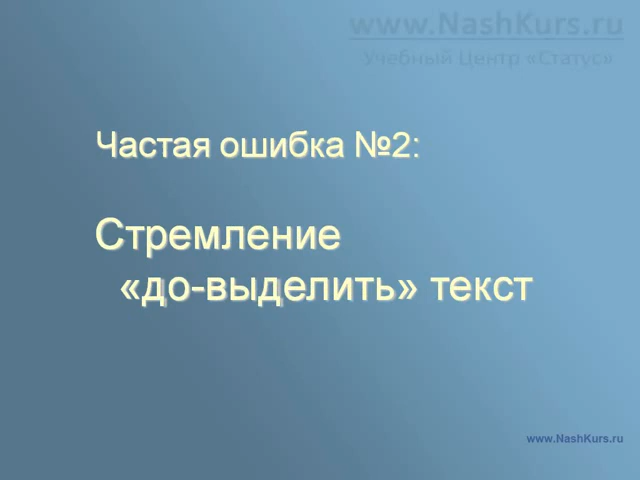 www.NashKurs.ru
Учебный Центр «Статус»
Частая ошибка №2:
Стремление
«до-выделить» текст
www.NashKurs.ru